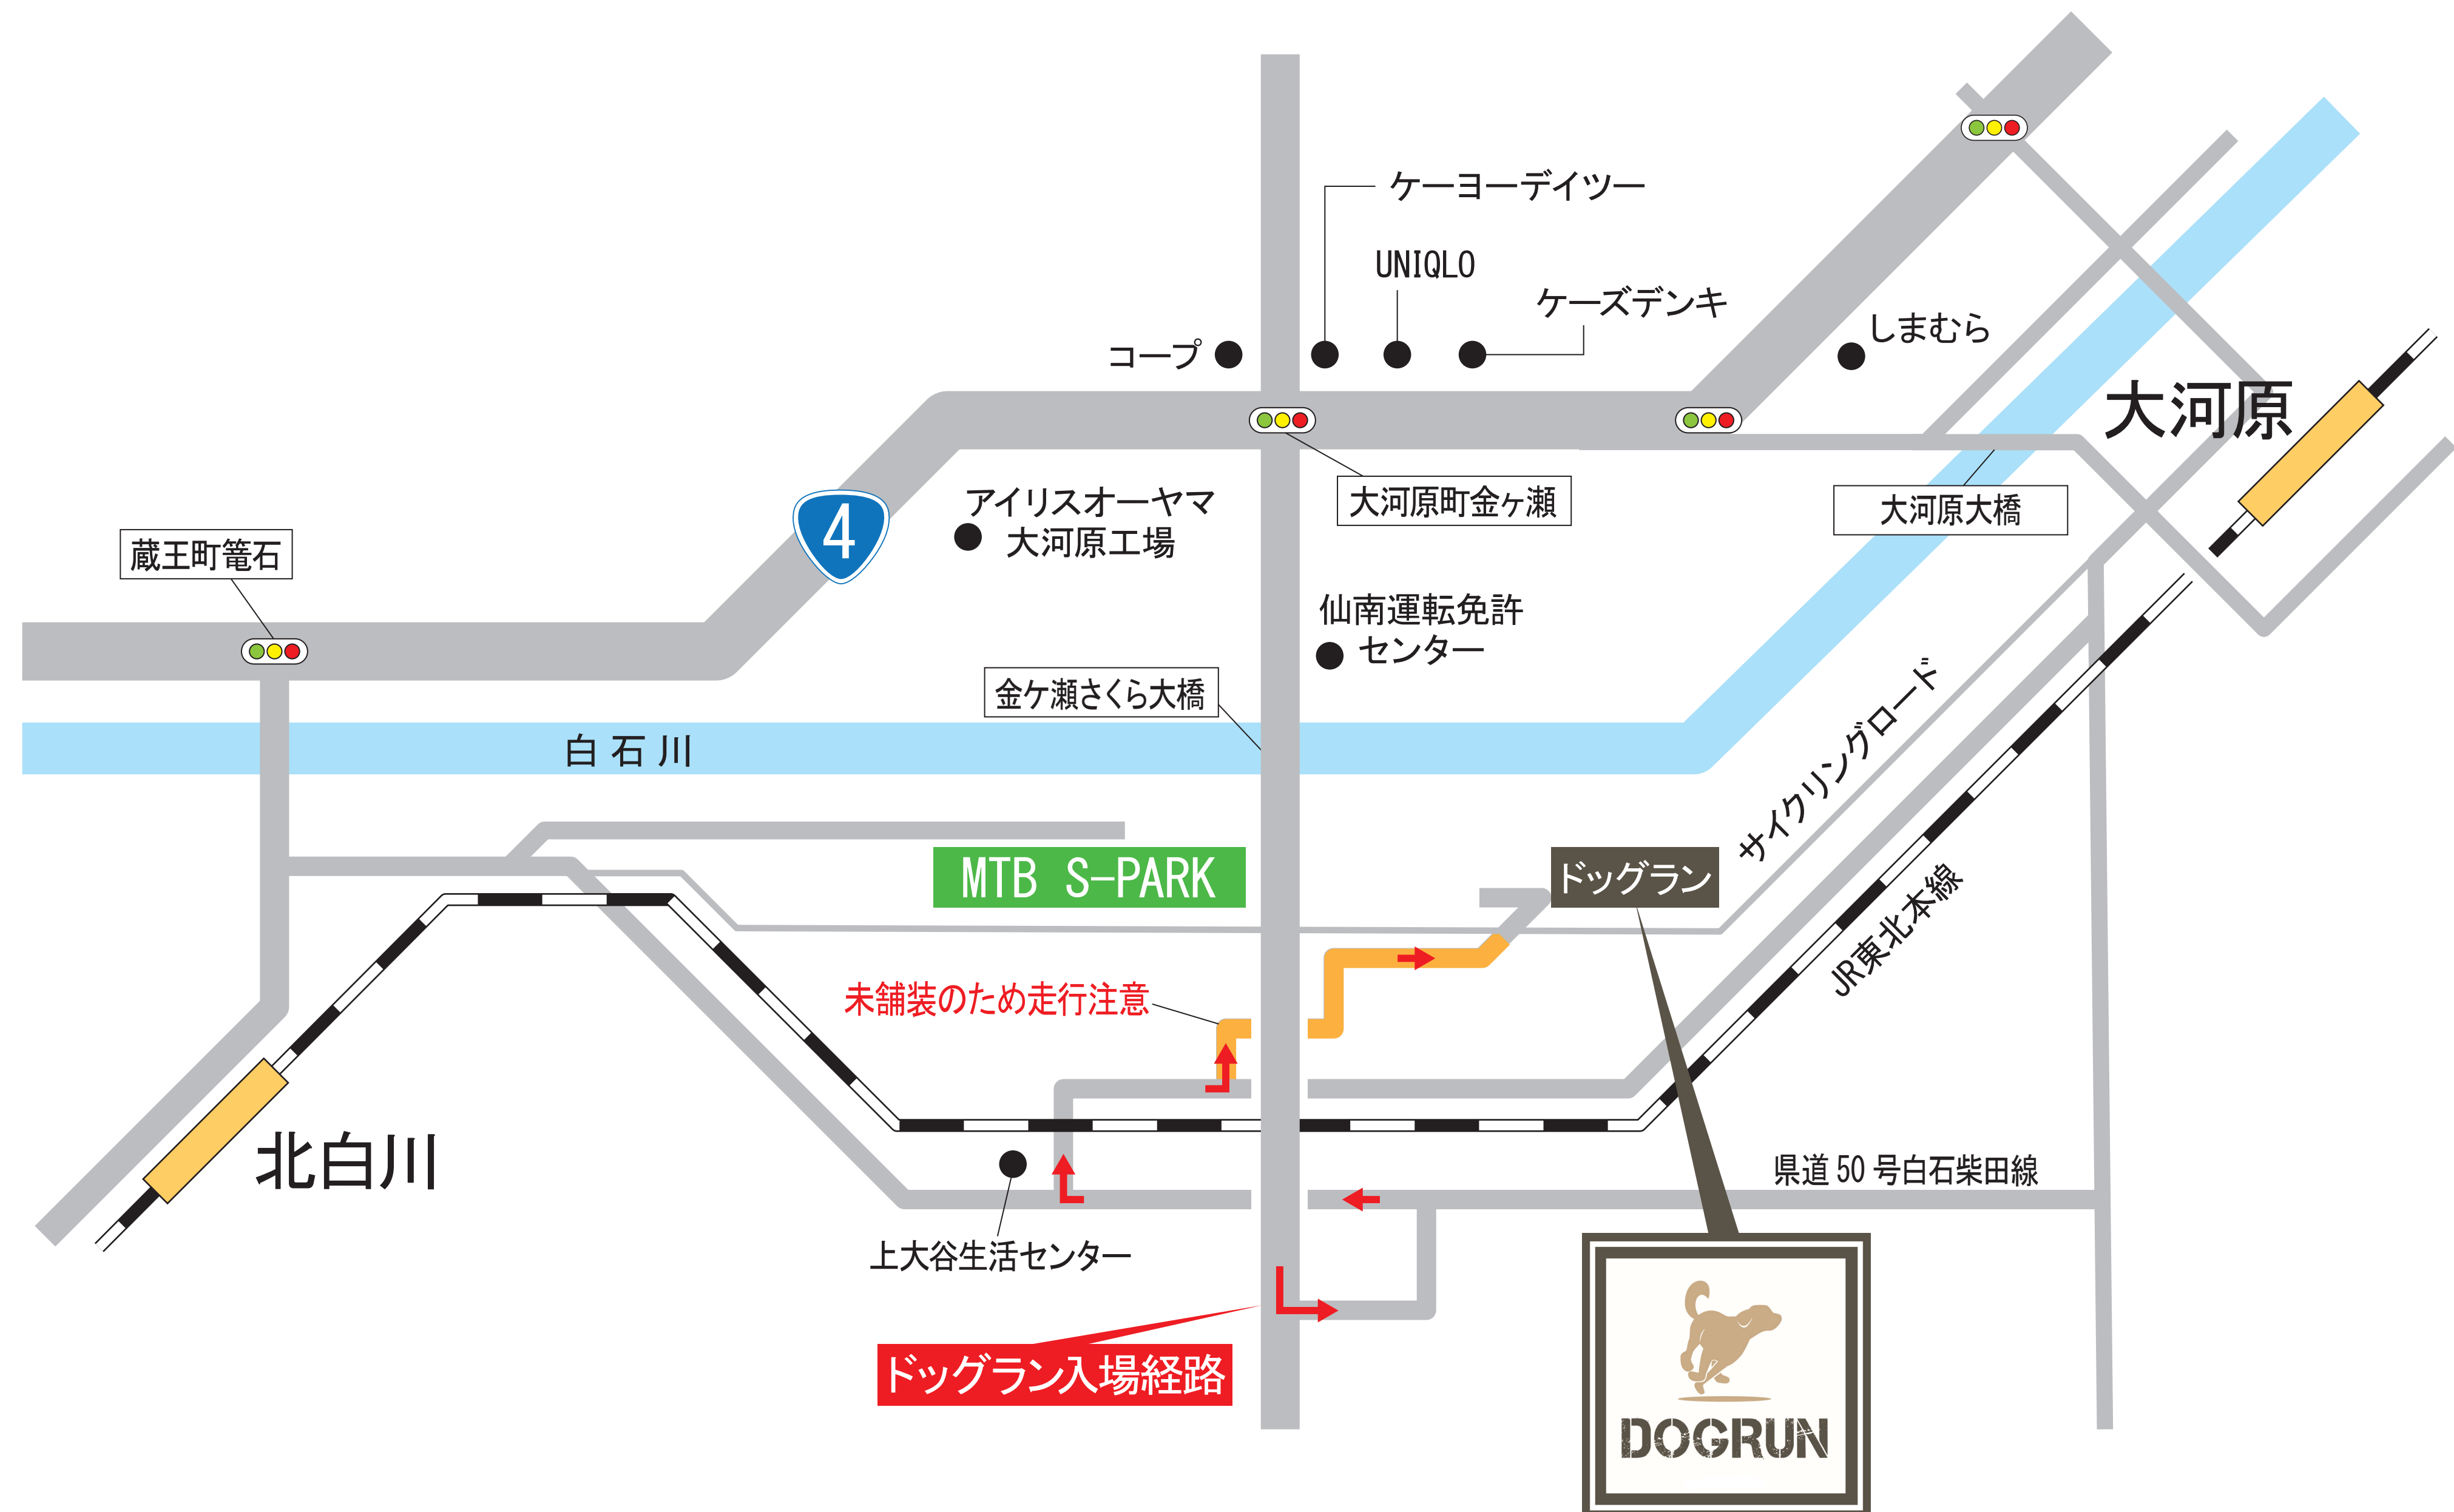 ケーヨーデイツー
UNIQLO
ケーズデンキ
コープ
しまむら
大河原
4
アイリスオーヤマ
大河原工場
大河原町金ヶ瀬
大河原大橋
蔵王町篭石
仙南運転免許
センター
金ケ瀬さくら大橋
白石川
サイクリングロード
MTB S-PARK
ドッグラン
JR東北本線
未舗装のため走行注意
北白川
県道50号白石柴田線
上大谷生活センター
ドッグラン入場経路
DOGRUN